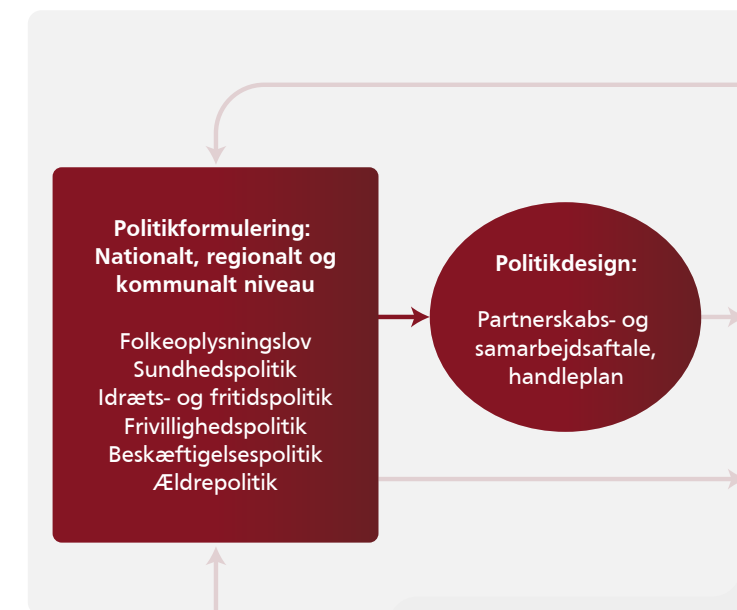 Politikformulering:
Nationalt, regionalt og
kommunalt niveau
Folkeoplysningslov
Sundhedspolitik
Idræts- og fritidspolitik
Frivillighedspolitik
Beskæftigelsespolitik
Ældrepolitik
Politikdesign:
Partnerskabs- og
samarbejdsaftale,
handleplan